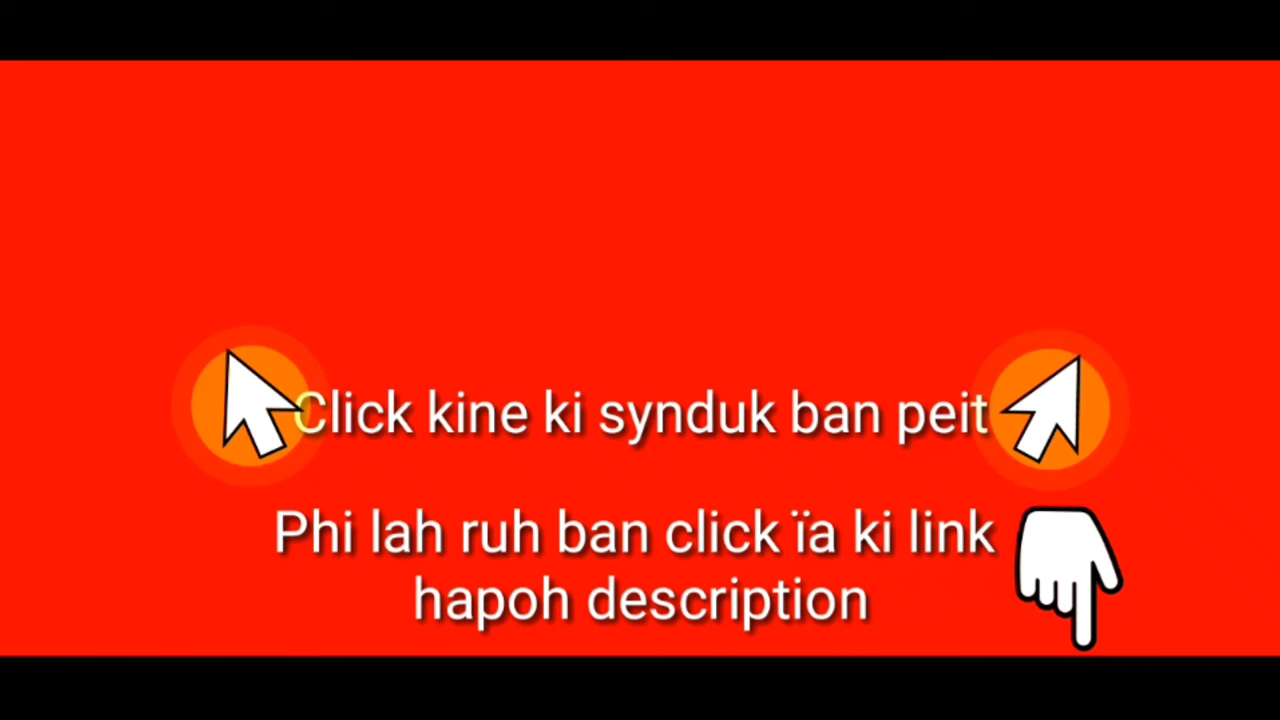 Click kine ki synduk ban peit
Phi lah ruh ban click ïa ki link
hapoh description